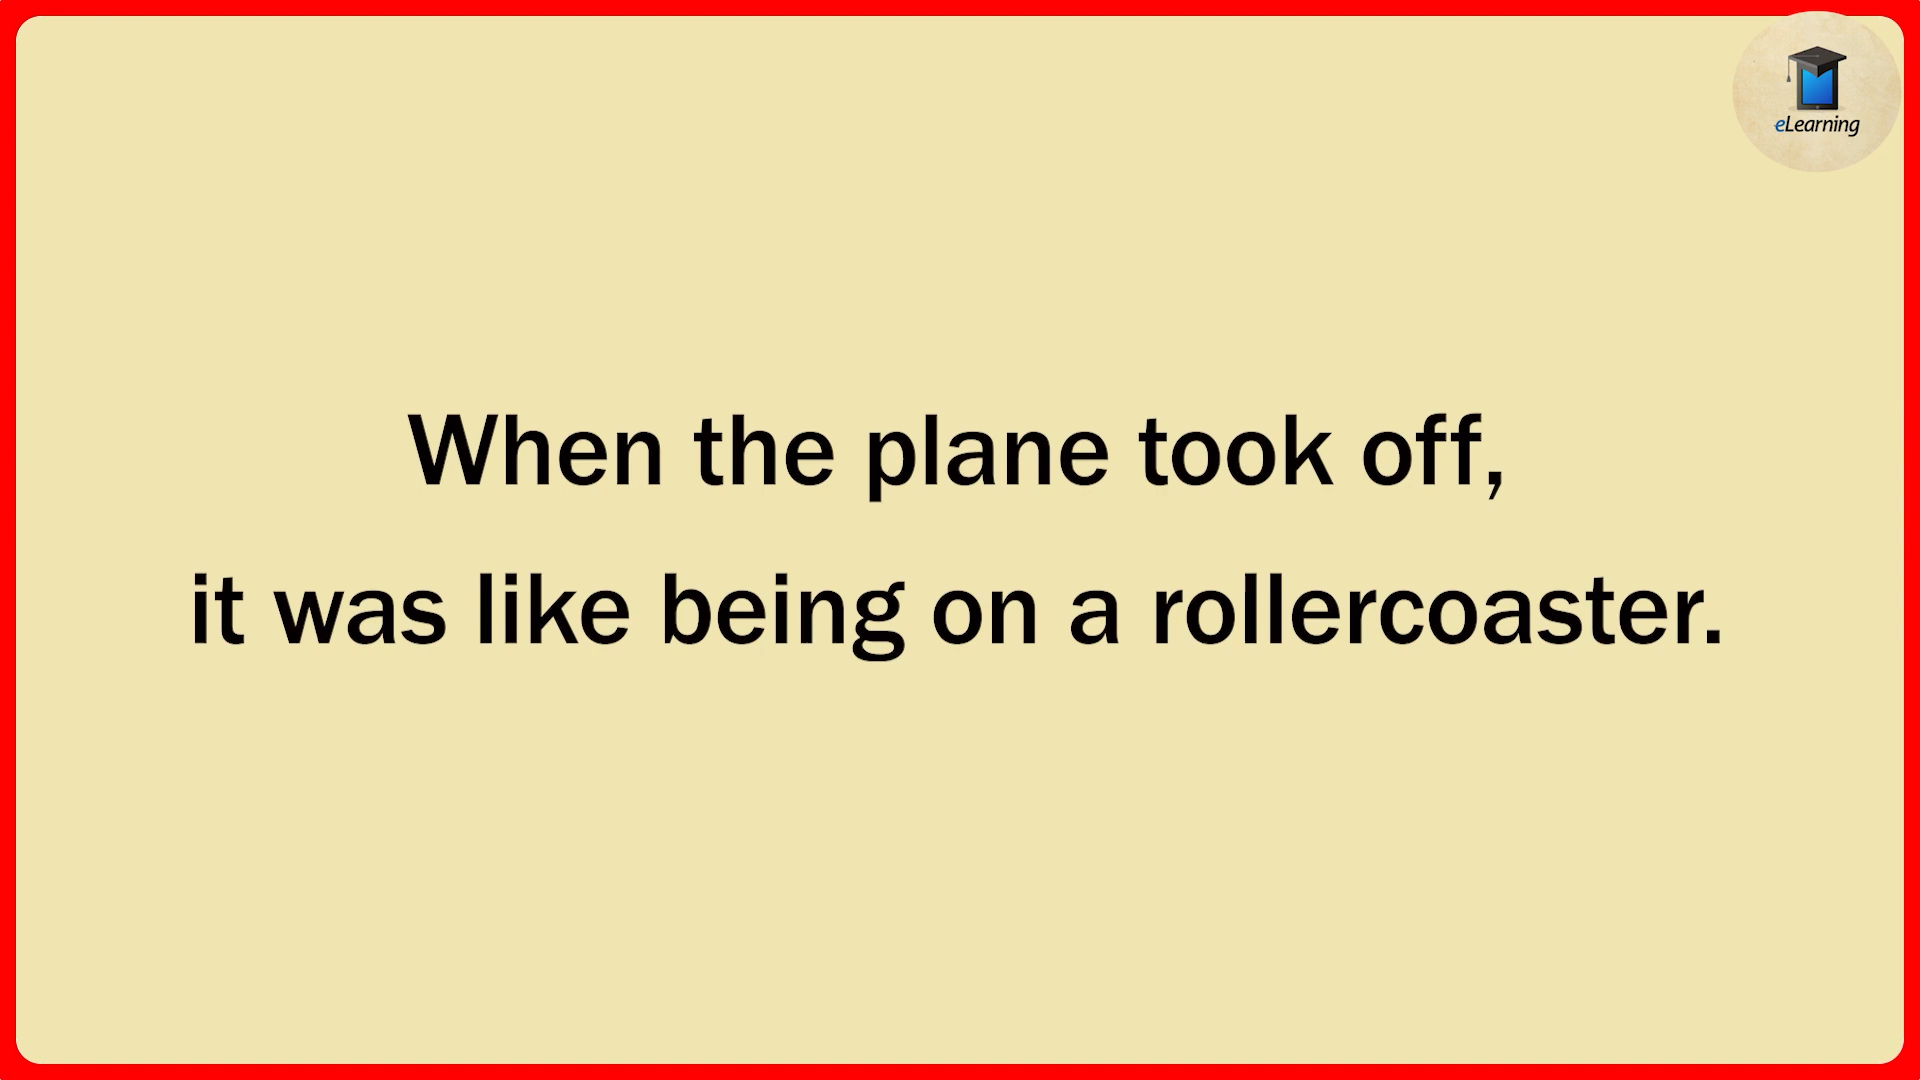 eLearning
When the plane took off,
it was like being on a rollercoaster.